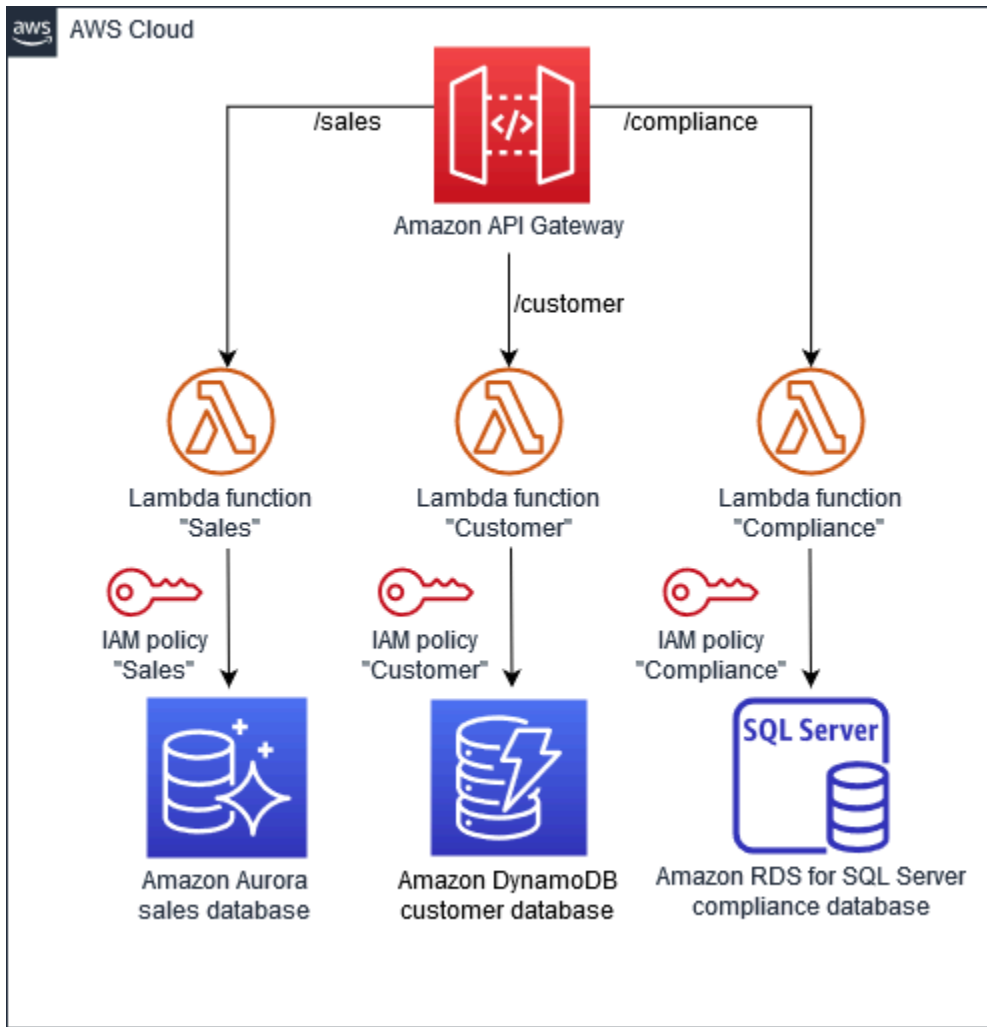 aws
AWS Cloud
/sales
/compliance
</>
Amazon API Gateway
/customer
Lambda function
"Sales"
Lambda function
"Customer"
Lambda function
"Compliance"
IAM policy
"Sales"
IAM policy
"Customer"
IAM policy
"Compliance"
SQL Server
Amazon Aurora
sales database
Amazon DynamoDB
customer database
Amazon RDS for SQL Server
compliance database